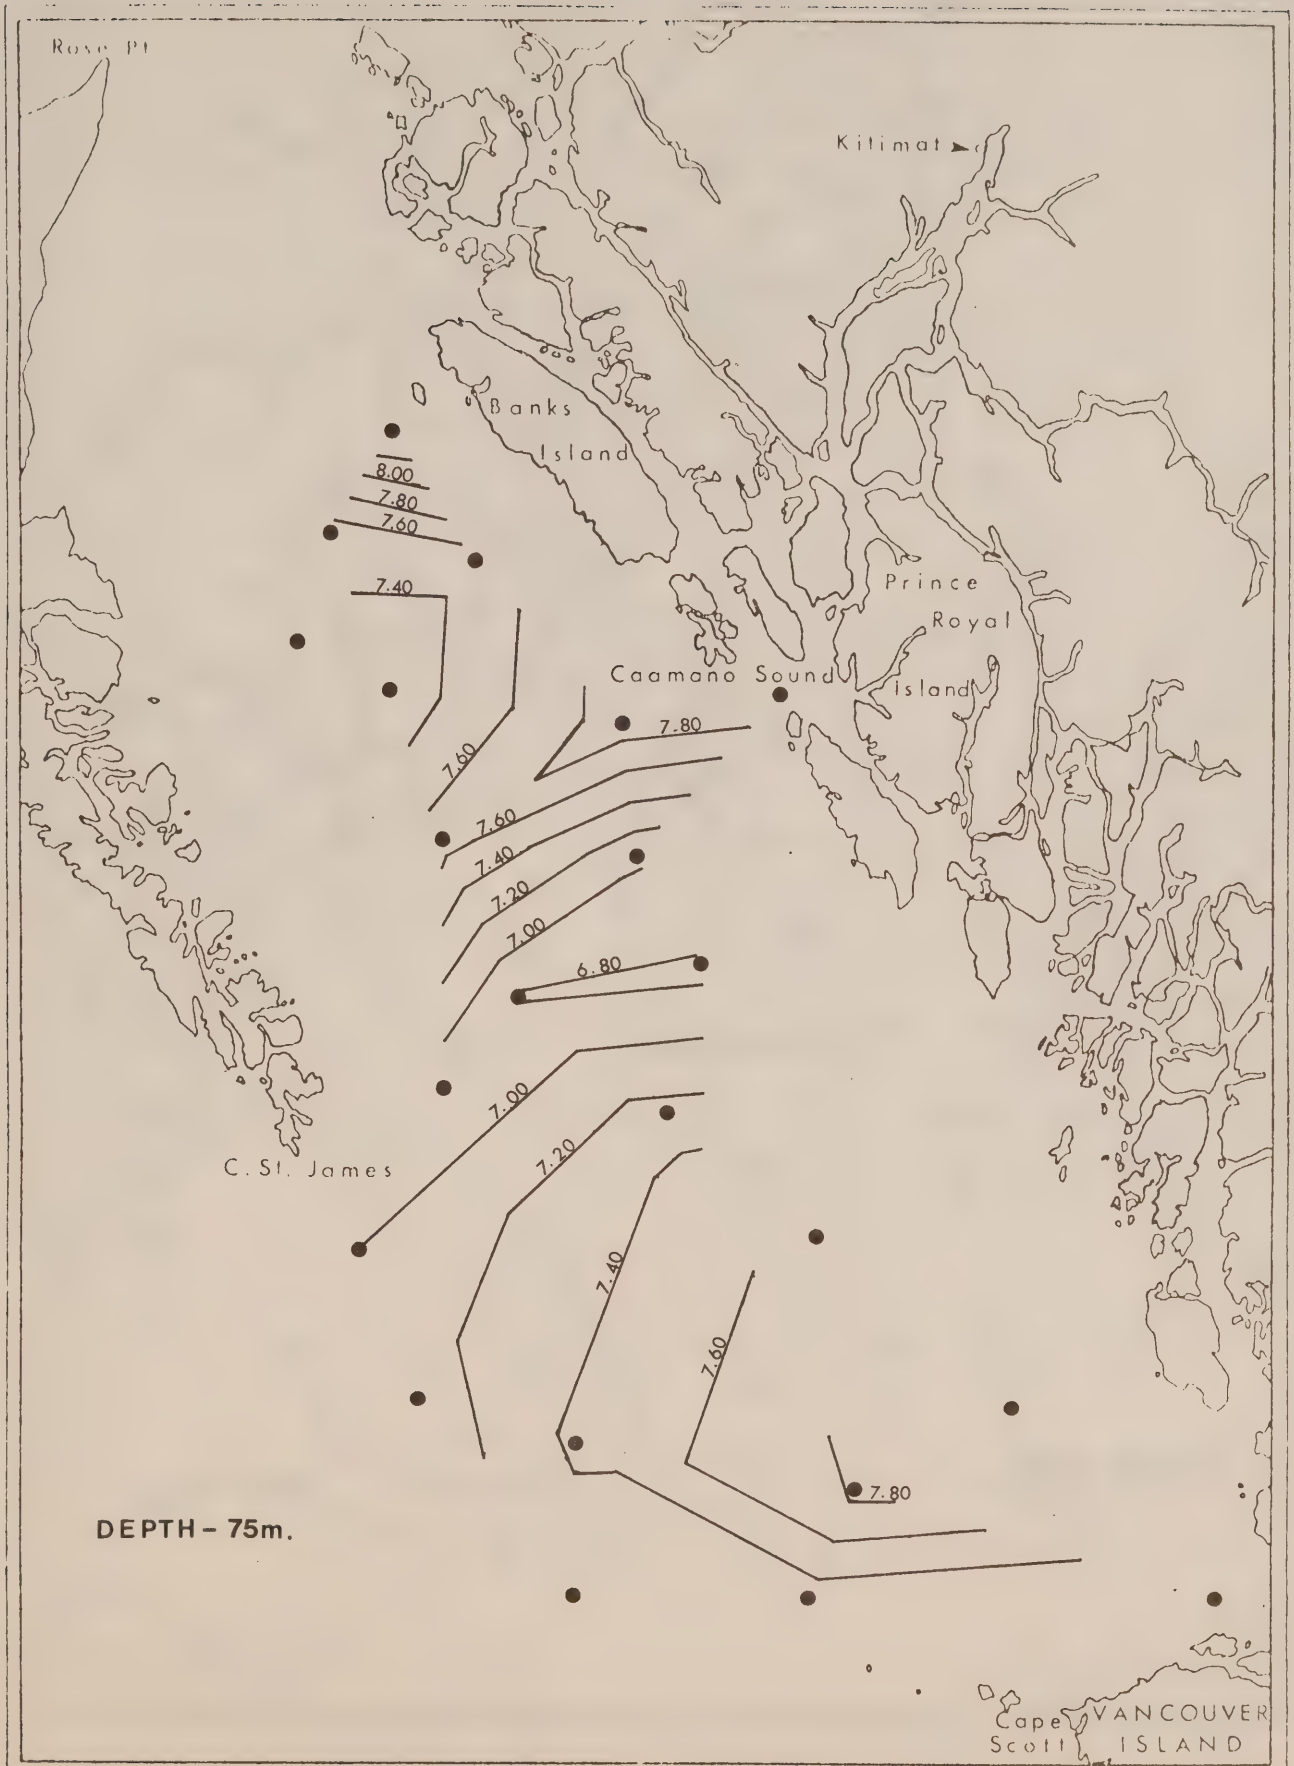 Rose Pt
Kitimat
Banks
Island
8.00
7.80
7.60
7.40
Prince
Royal
Island
Caamano Sound
7.80
7.60
7.60
7.40
7.20
7.00
6.80
7.00
7.20
C. St. James
7.40
7.60
7.80
DEPTH - 75m.
Cape
Scott
VANCOUVER
ISLAND